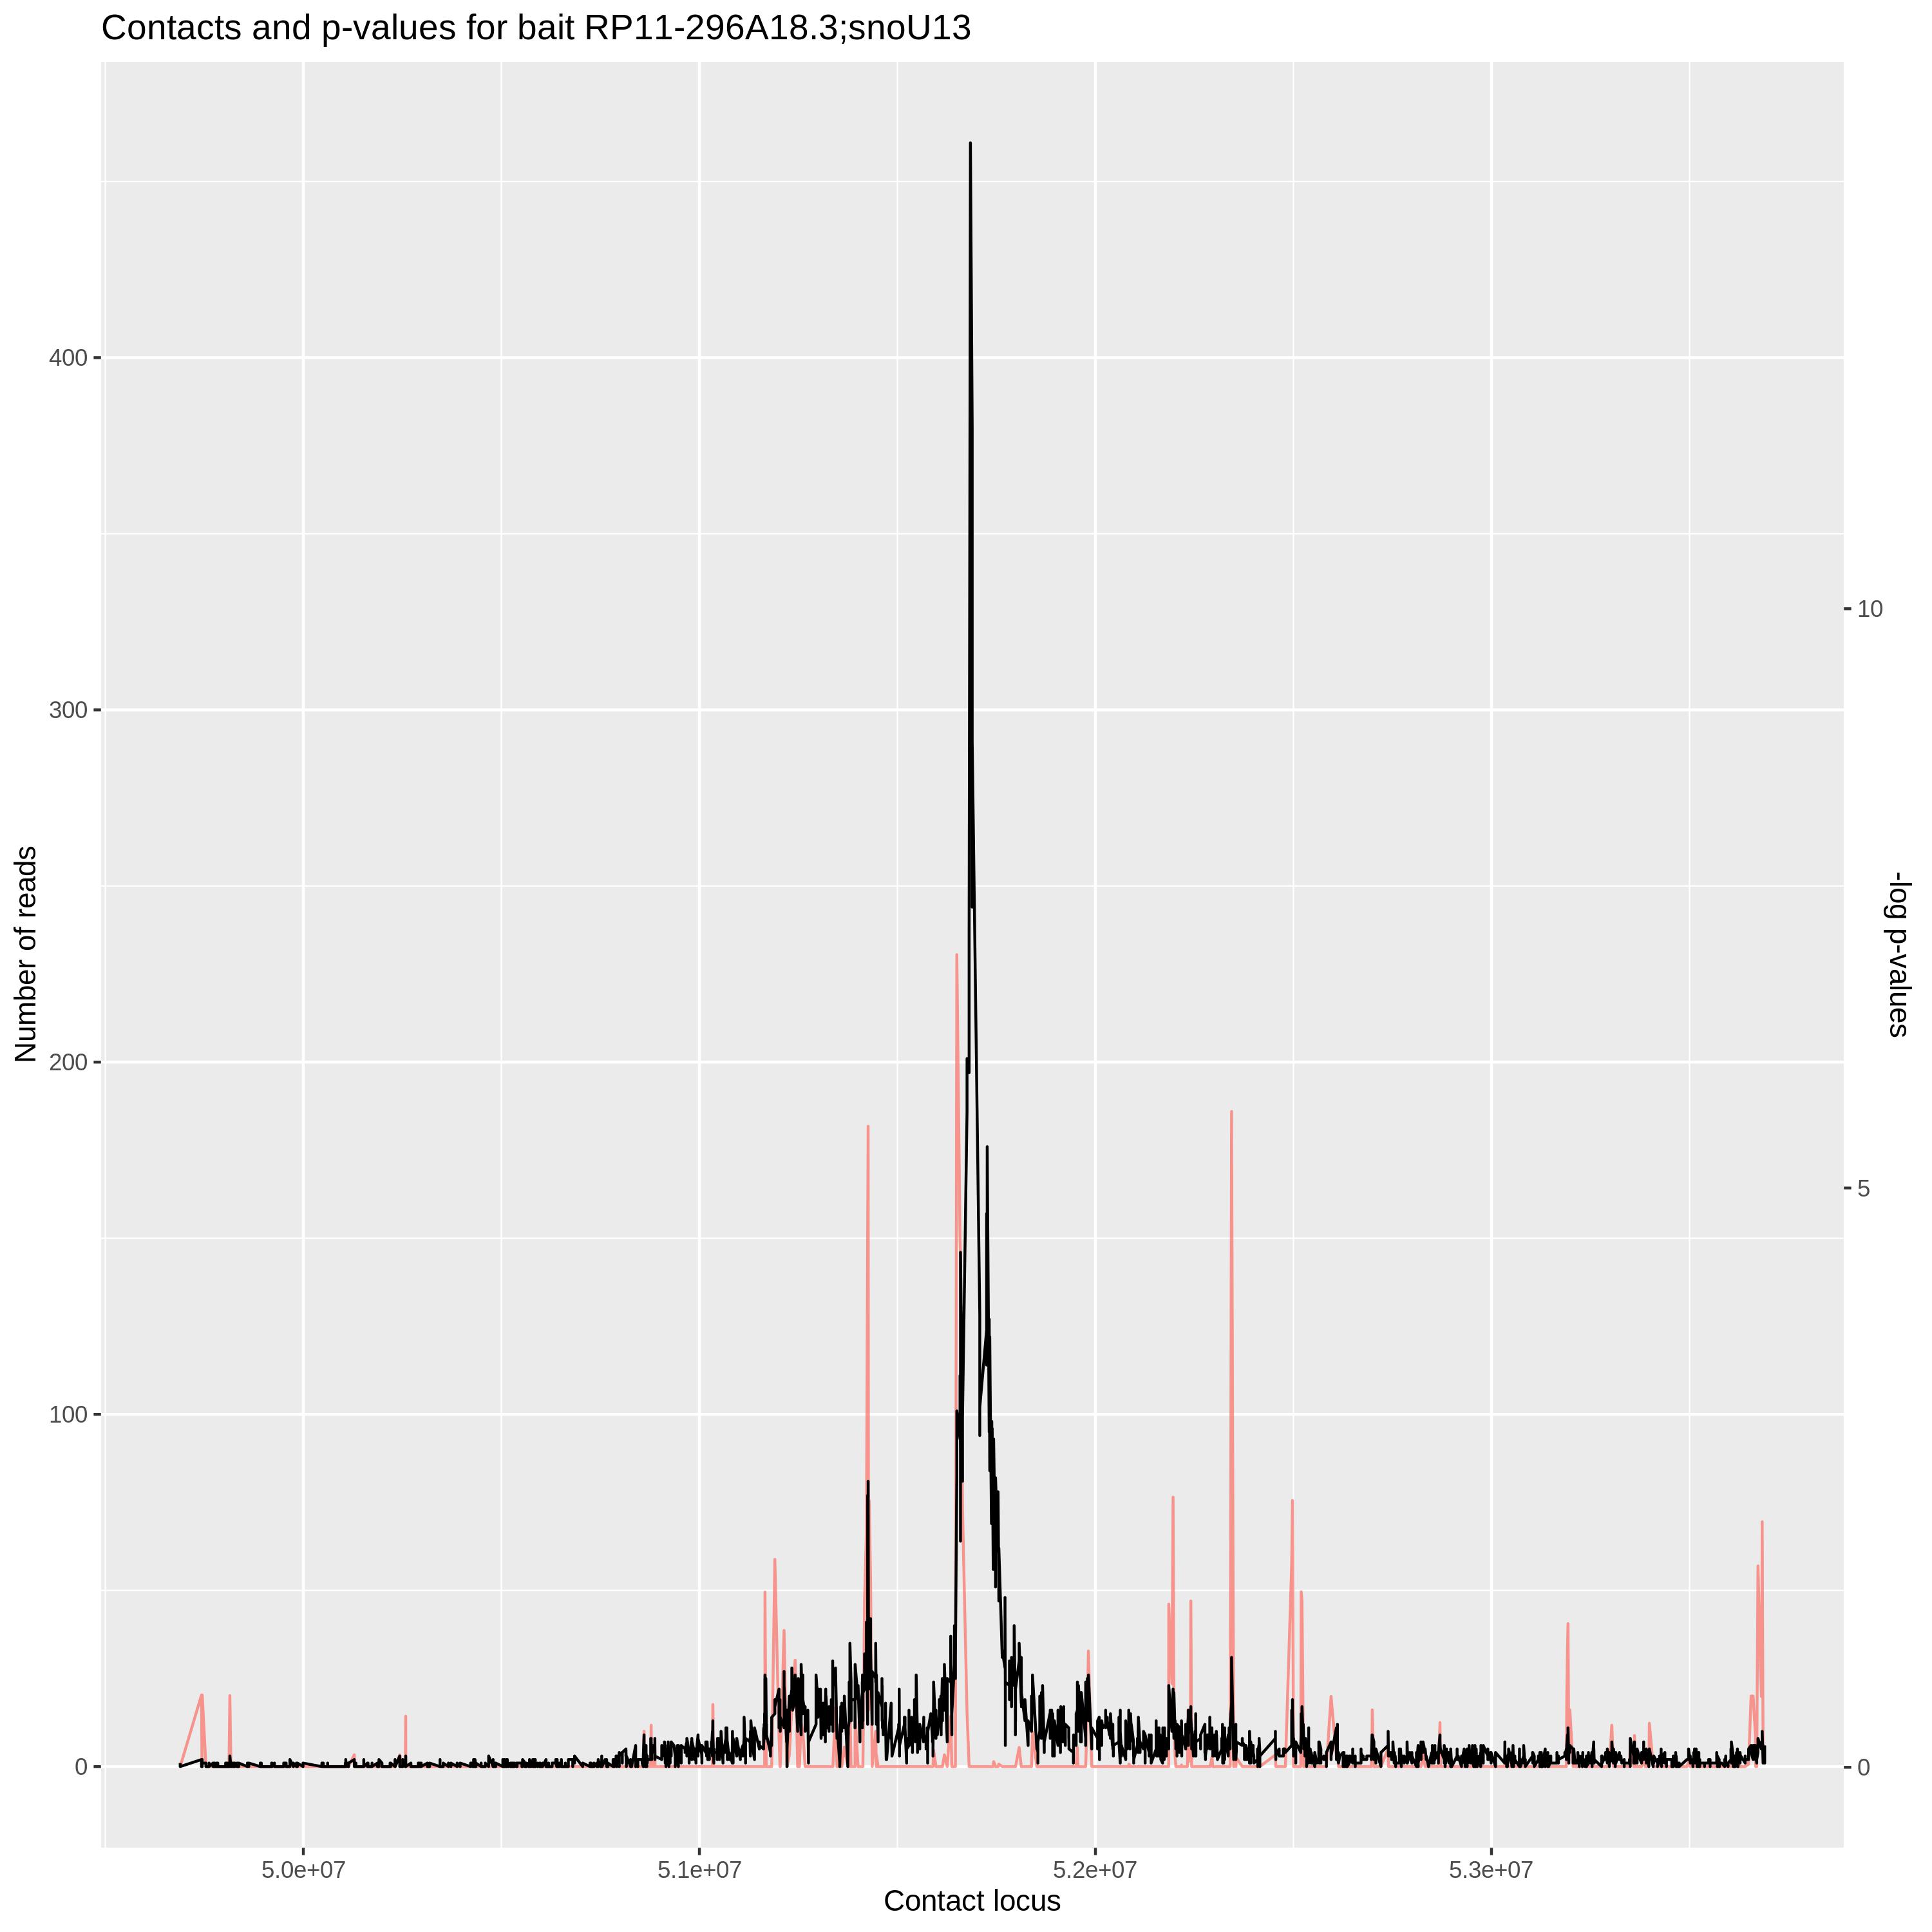 Contacts and p-values for bait RP11-296A18.3;snoU13
Number of reads
400
300
200
100
0
-log p-values
10
5
0
5.0e+07 5.1e+07 5.2e+07 5.3e+07
Contact locus